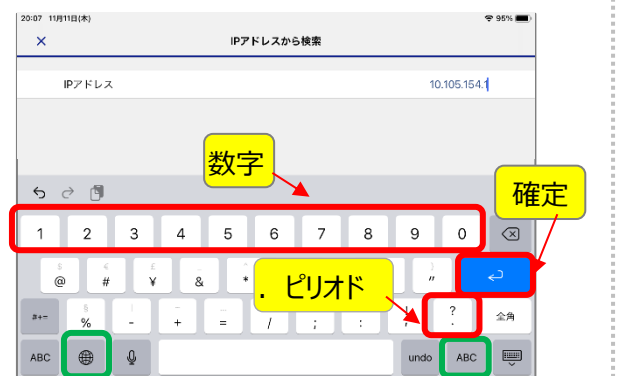 20:07 11月11日(木) 95%
× IPアドレスから検索
IPアドレス 10.105.154.1
数字
確定
1 2 3 4 5 6 7 8 9 0
$ € £ _ ^ }
@ # ¥ & * "
. ピリオド
§ | ~ … ?
#+= % - + = / ; : , . 全角
ABC undo ABC